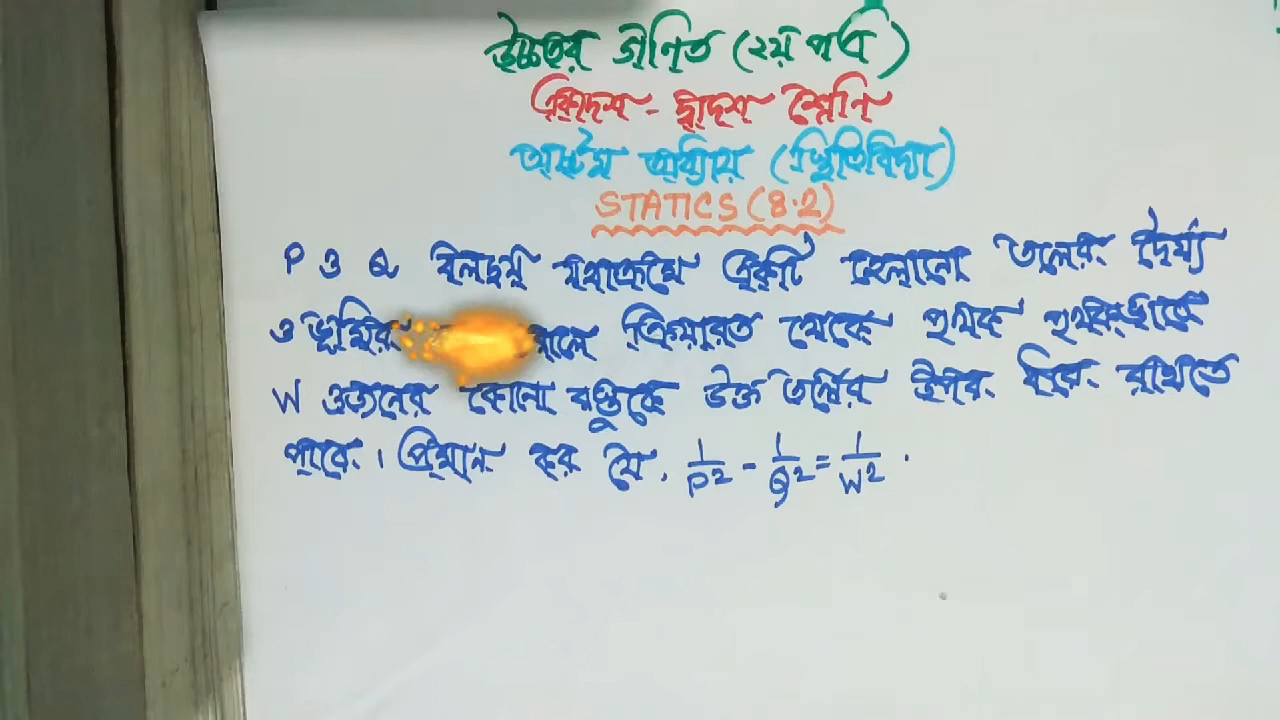 উচ্চতর গণিত (২য় পত্র)
একাদশ - দ্বাদশ শ্রেণি
অষ্টম অধ্যায় (স্থিতিবিদ্যা)
STATICS (8.2)
P ও Q বলদ্বয় যথাক্রমে একটি হেলানো তলের দৈর্ঘ্য
ও ভূমির রালে ক্রিয়ারত থেকে পৃথক পৃথকভাবে
W ওজনের কোনো বস্তুকে উক্ত তলের উপর ধরে রাখতে
পারে। প্রমান কর যে, 1/P² - 1/Q² = 1/W² .